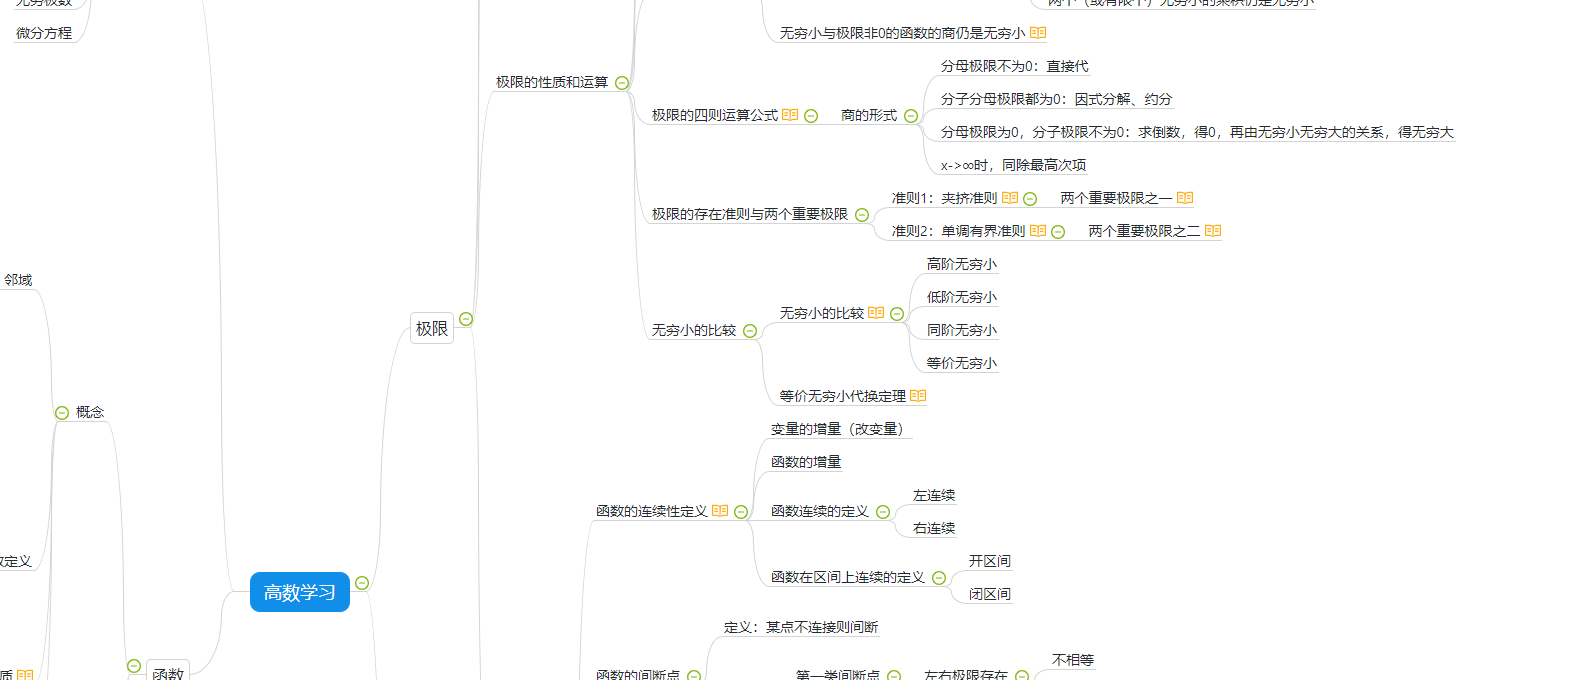 无穷级数
微分方程
两个（或有限个）无穷小的乘积仍是无穷小
无穷小与极限非0的函数的商仍是无穷小
极限的性质和运算
分母极限不为0：直接代
分子分母极限都为0：因式分解、约分
极限的四则运算公式
商的形式
分母极限为0，分子极限不为0：求倒数，得0，再由无穷小无穷大的关系，得无穷大
x->∞时，同除最高次项
准则1：夹挤准则
两个重要极限之一
极限的存在准则与两个重要极限
准则2：单调有界准则
两个重要极限之二
高阶无穷小
邻域
低阶无穷小
无穷小的比较
极限
无穷小的比较
同阶无穷小
等价无穷小
等价无穷小代换定理
概念
变量的增量（改变量）
函数的增量
左连续
函数的连续性定义
函数连续的定义
右连续
定义
开区间
函数在区间上连续的定义
高数学习
闭区间
定义：某点不连接则间断
不相等
质
函数
函数的间断点
第一类间断点
左右极限存在